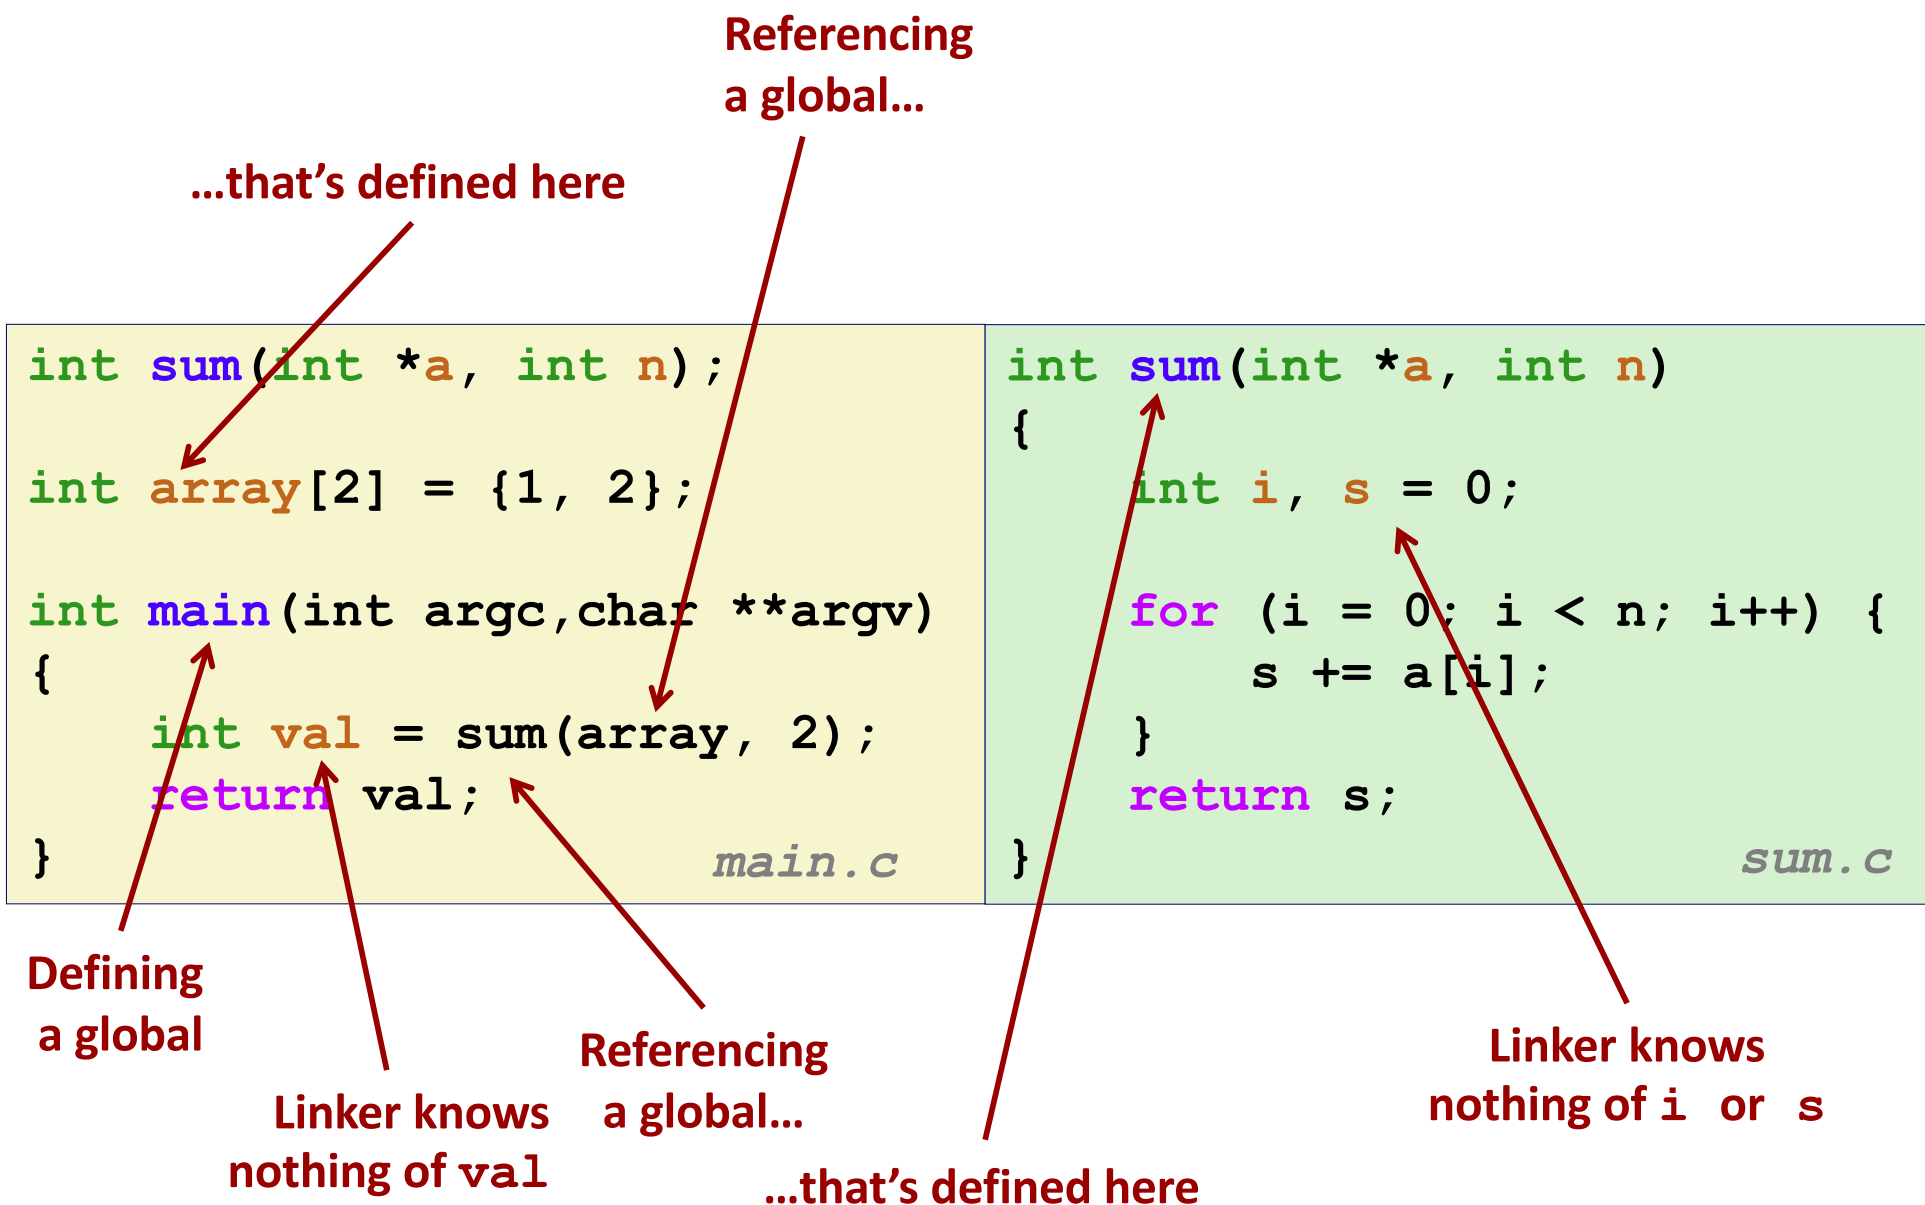 Referencing
a global…
…that’s defined here
int sum(int *a, int n);
int array[2] = {1, 2};
int main(int argc,char **argv)
{
    int val = sum(array, 2);
    return val;
}
main.c
int sum(int *a, int n)
{
    int i, s = 0;
    for (i = 0; i < n; i++) {
        s += a[i];
    }
    return s;
}
sum.c
Defining
a global
Linker knows
nothing of val
Referencing
a global…
…that’s defined here
Linker knows
nothing of i or s